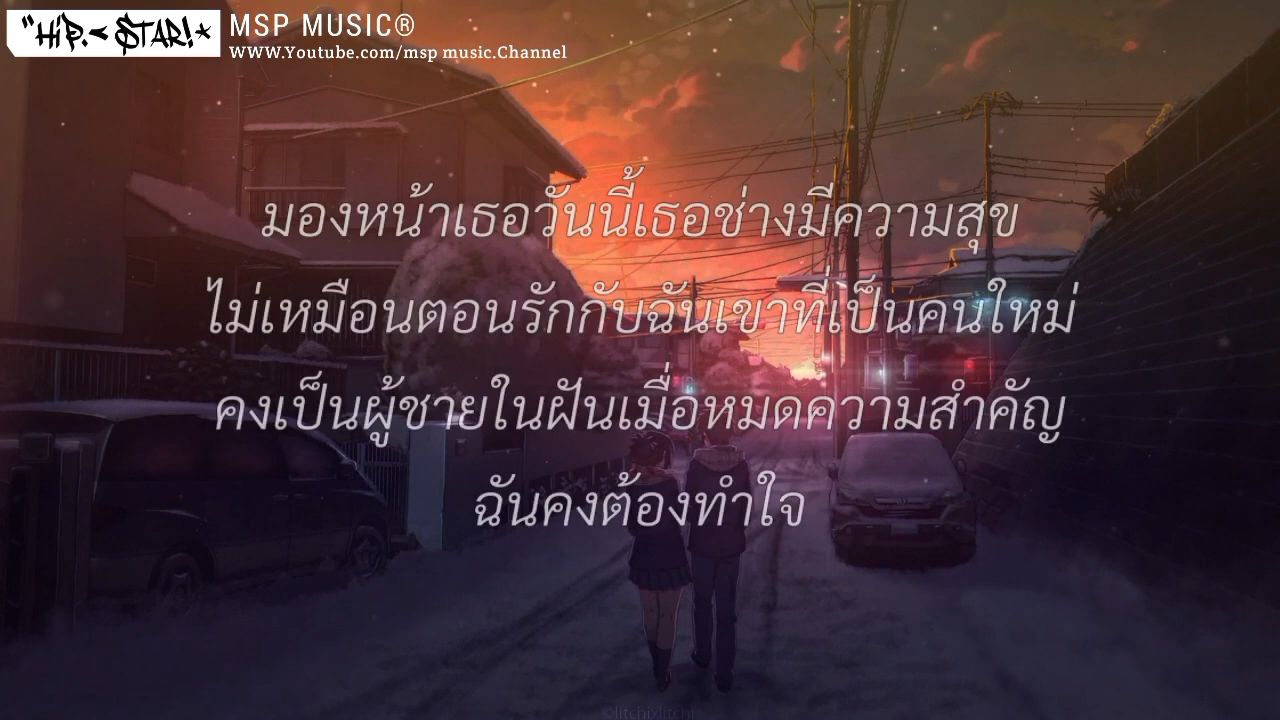 "HiP.< $TAR!★
MSP MUSIC®
www.Youtube.com/msp music.Channel
มองหน้าเธอวันนี้เธอช่างมีความสุข
ไม่เหมือนตอนรักกับฉันเขาที่เป็นคนใหม่
คงเป็นผู้ชายในฝันเมื่อหมดความสำคัญ
ฉันคงต้องทำใจ